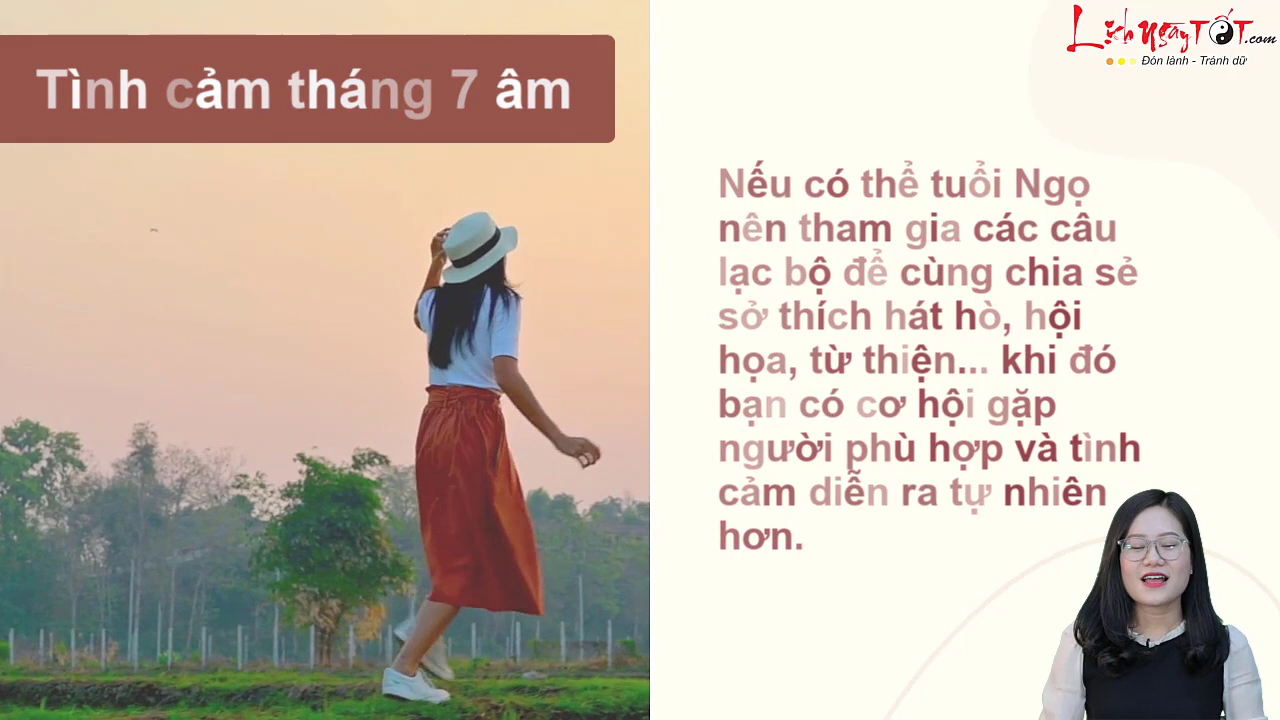 Tình cảm tháng 7 âm
LịchngàyTỐT.com
Đón lành - Tránh dữ
Nếu có thể tuổi Ngọ
nên tham gia các câu
lạc bộ để cùng chia sẻ
sở thích hát hò, hội
họa, từ thiện... khi đó
bạn có cơ hội gặp
người phù hợp và tình
cảm diễn ra tự nhiên
hơn.